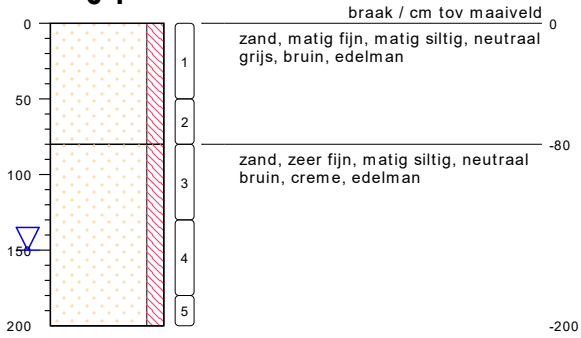 braak / cm tov maaiveld
0
0
zand, matig fijn, matig siltig, neutraal
grijs, bruin, edelman
1
50
2
-80
zand, zeer fijn, matig siltig, neutraal
bruin, creme, edelman
100
3
150
4
5
200
-200